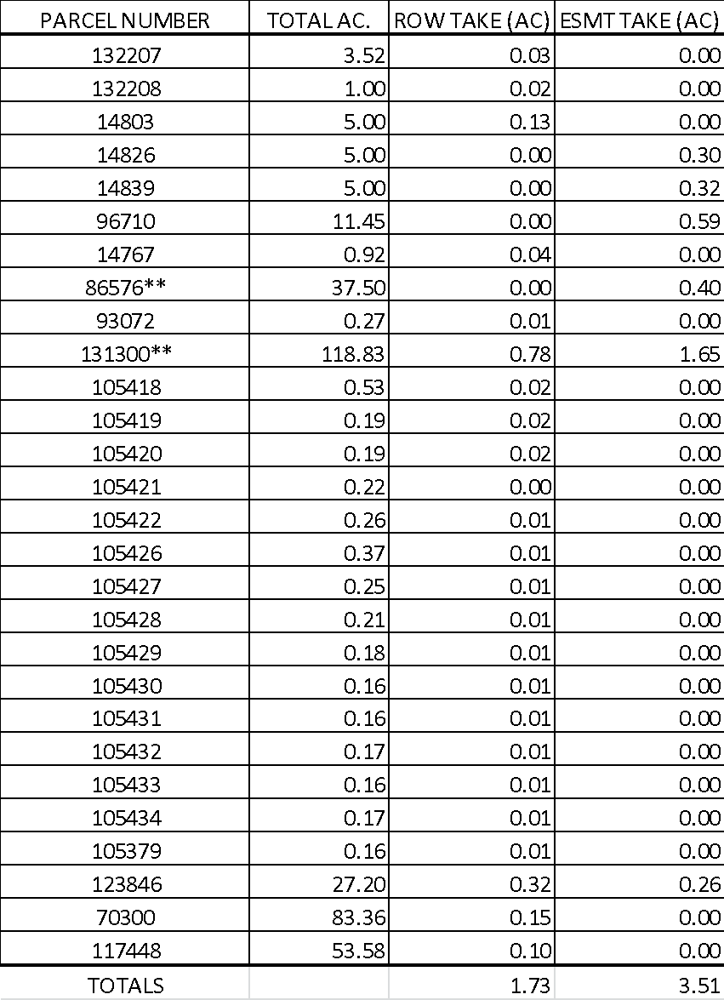 PARCEL NUMBER TOTAL AC. ROW TAKE (AC) ESMT TAKE (AC)
132207 3.52 0.03 0.00
132208 1.00 0.02 0.00
14803 5.00 0.13 0.00
14826 5.00 0.00 0.30
14839 5.00 0.00 0.32
96710 11.45 0.00 0.59
14767 0.92 0.04 0.00
86576** 37.50 0.00 0.40
93072 0.27 0.01 0.00
131300** 118.83 0.78 1.65
105418 0.53 0.02 0.00
105419 0.19 0.02 0.00
105420 0.19 0.02 0.00
105421 0.22 0.00 0.00
105422 0.26 0.01 0.00
105426 0.37 0.01 0.00
105427 0.25 0.01 0.00
105428 0.21 0.01 0.00
105429 0.18 0.01 0.00
105430 0.16 0.01 0.00
105431 0.16 0.01 0.00
105432 0.17 0.01 0.00
105433 0.16 0.01 0.00
105434 0.17 0.01 0.00
105379 0.16 0.01 0.00
123846 27.20 0.32 0.26
70300 83.36 0.15 0.00
117448 53.58 0.10 0.00
TOTALS 1.73 3.51